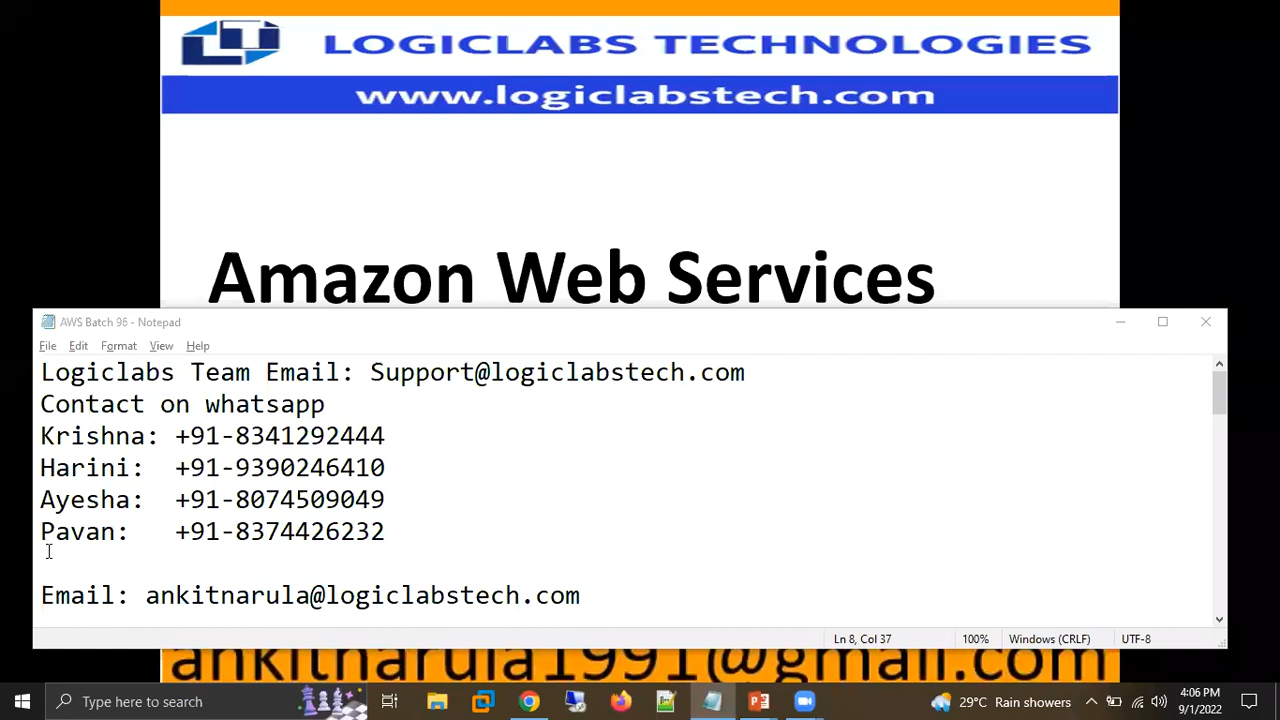 LOGICLABS TECHNOLOGIES
www.logiclabstech.com
Amazon Web Services
AWS Batch 96 - Notepad
File Edit Format View Help
Logiclabs Team Email: Support@logiclabstech.com
Contact on whatsapp
Krishna: +91-8341292444
Harini: +91-9390246410
Ayesha: +91-8074509049
Pavan: +91-8374426232
Email: ankitnarula@logiclabstech.com
Ln 8, Col 37 100% Windows (CRLF) UTF-8
ankitnarula1991@gmail.com
Type here to search
29°C Rain showers
4:06 PM
9/1/2022